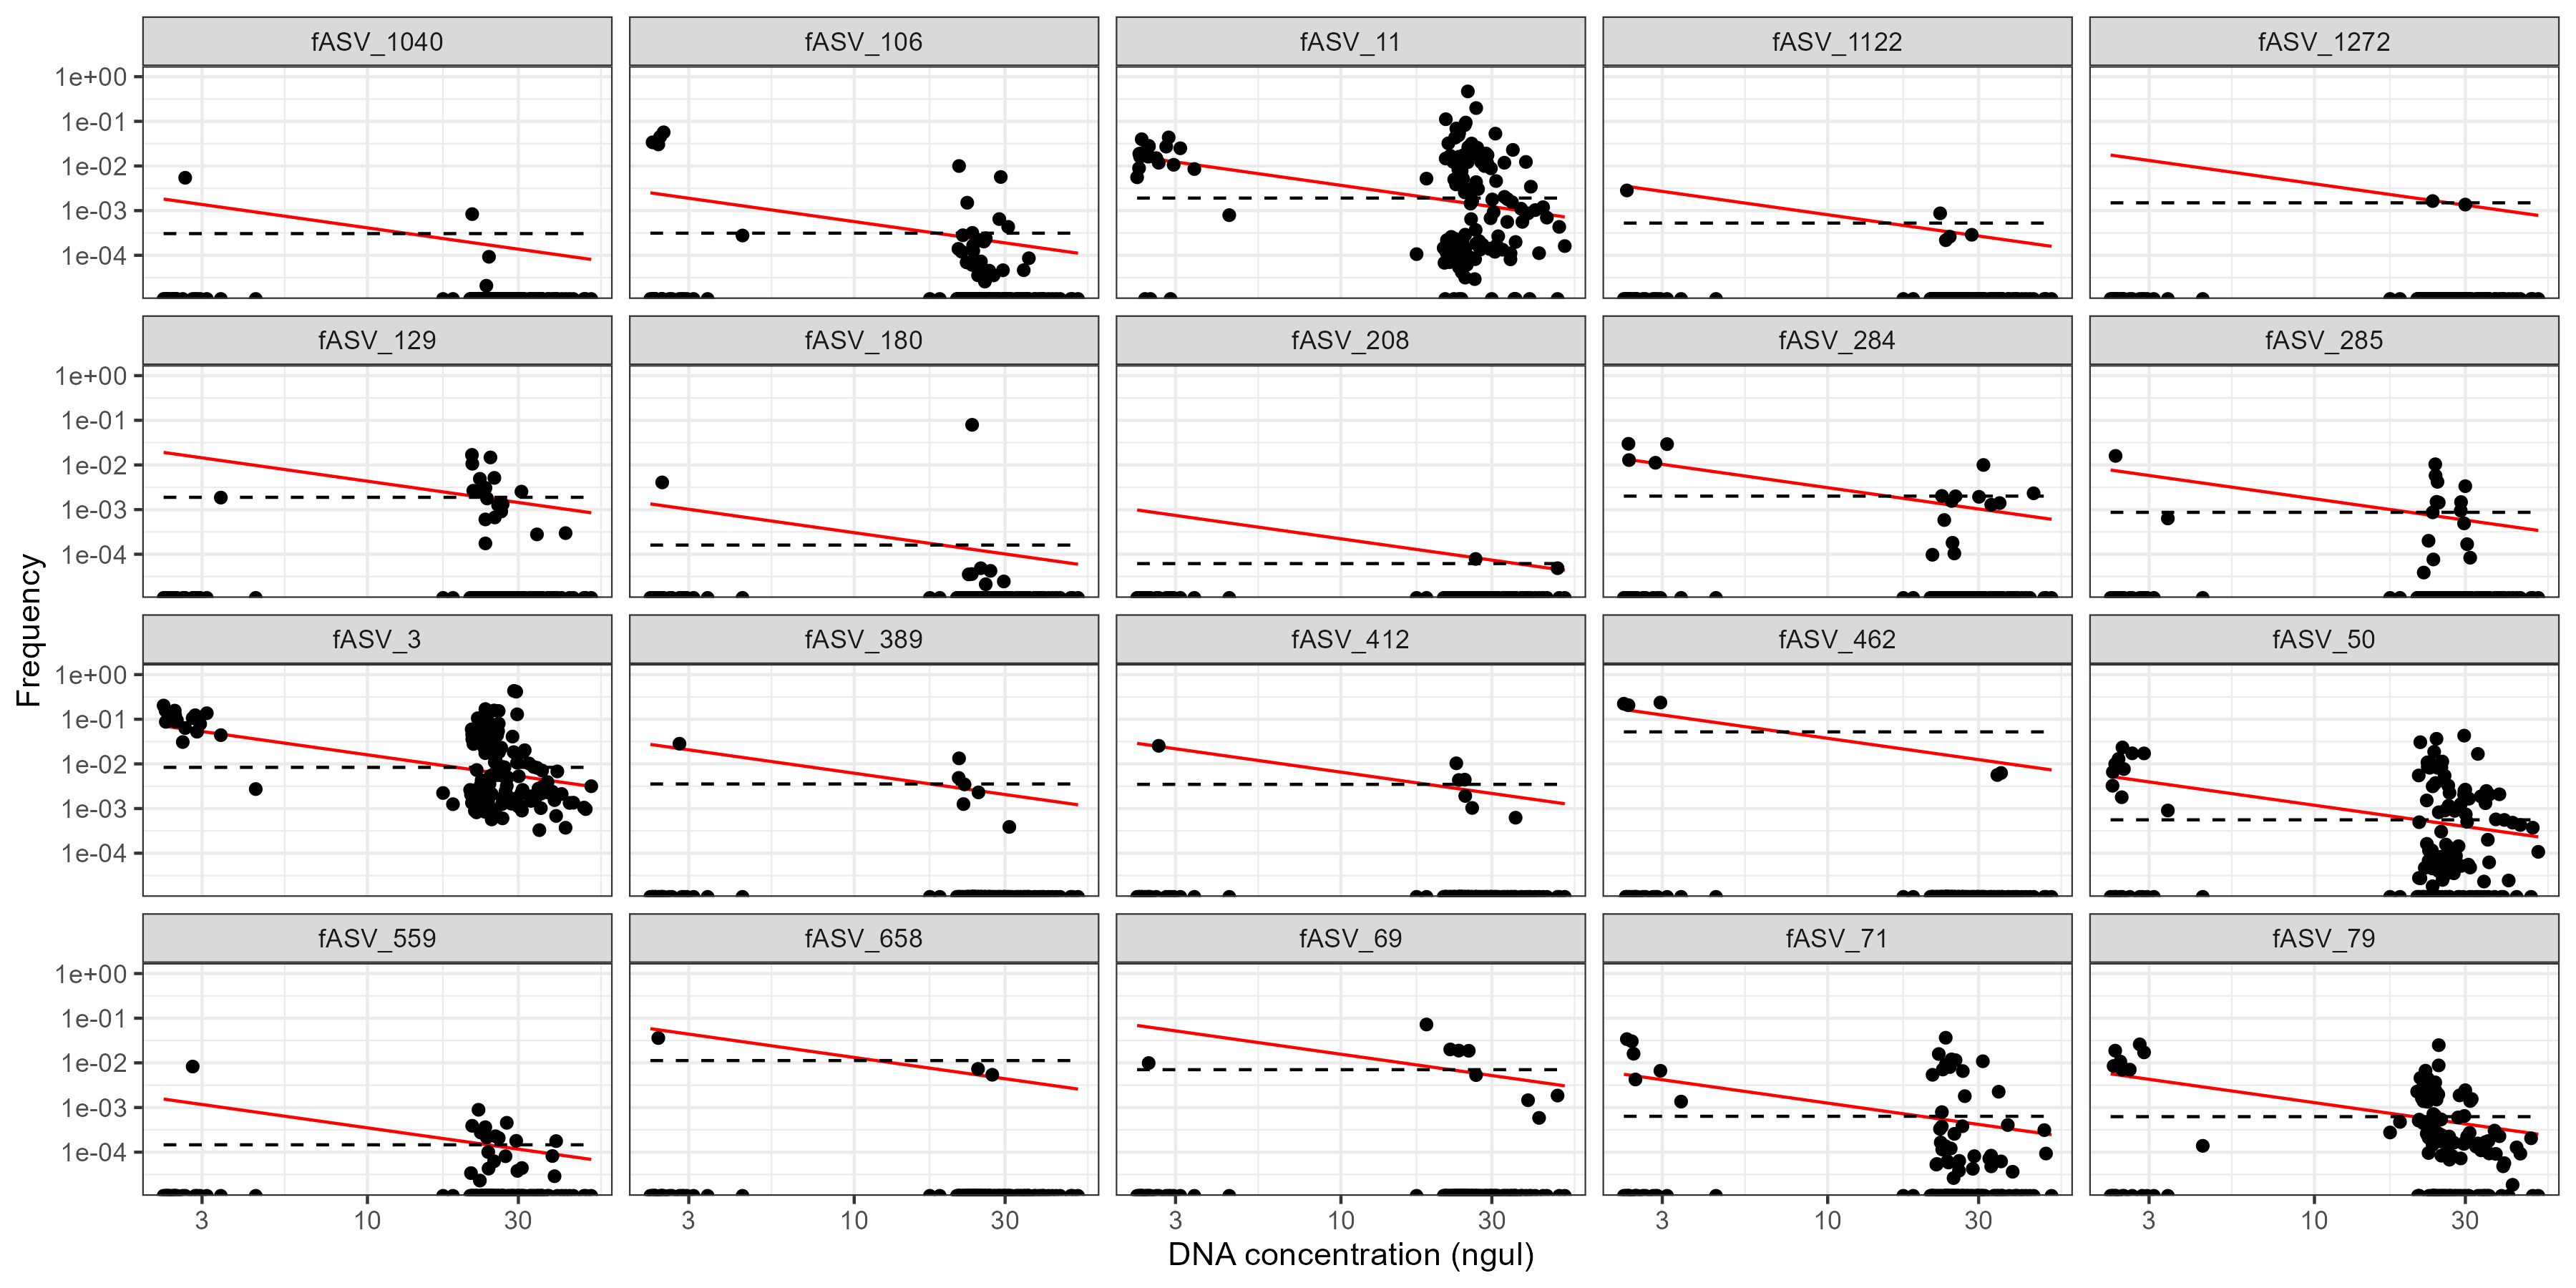 fASV_1040 fASV_106 fASV_11 fASV_1122 fASV_1272
1e+00
1e-01
1e-02
1e-03
1e-04
fASV_129 fASV_180 fASV_208 fASV_284 fASV_285
1e+00
1e-01
1e-02
1e-03
1e-04
Frequency
fASV_3 fASV_389 fASV_412 fASV_462 fASV_50
1e+00
1e-01
1e-02
1e-03
1e-04
fASV_559 fASV_658 fASV_69 fASV_71 fASV_79
1e+00
1e-01
1e-02
1e-03
1e-04
3 10 30 3 10 30 3 10 30 3 10 30 3 10 30
DNA concentration (ngul)